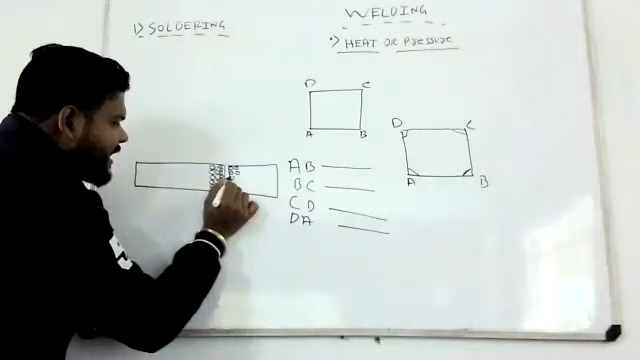 1) SOLDERING
WELDING
•) HEAT OR Pressure
D C
A B
D C
A B
AB
BC
CD
DA